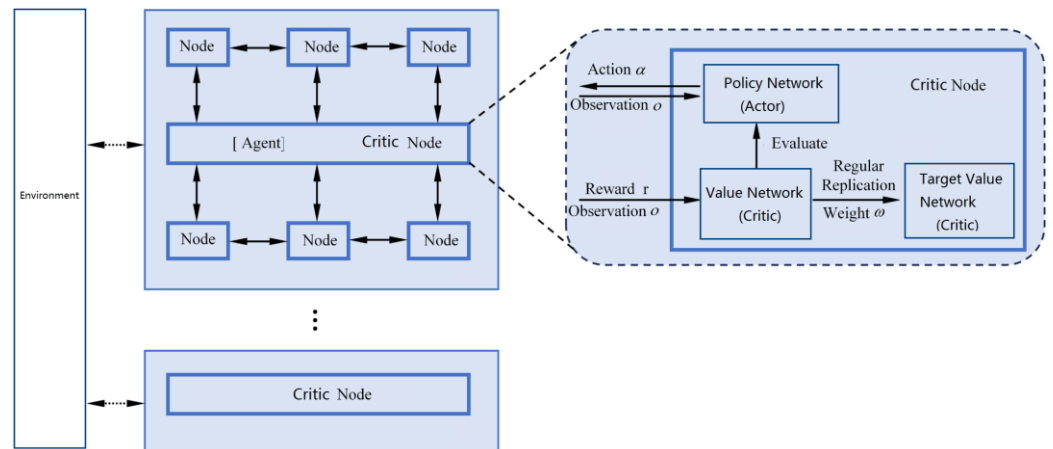 Environment
Node
Node
Node
[ Agent]
Critic Node
Node
Node
Node
Critic Node
Action α
Observation o
Reward r
Observation o
Policy Network
(Actor)
Critic Node
Evaluate
Value Network
(Critic)
Regular
Replication
Weight ω
Target Value
Network
(Critic)